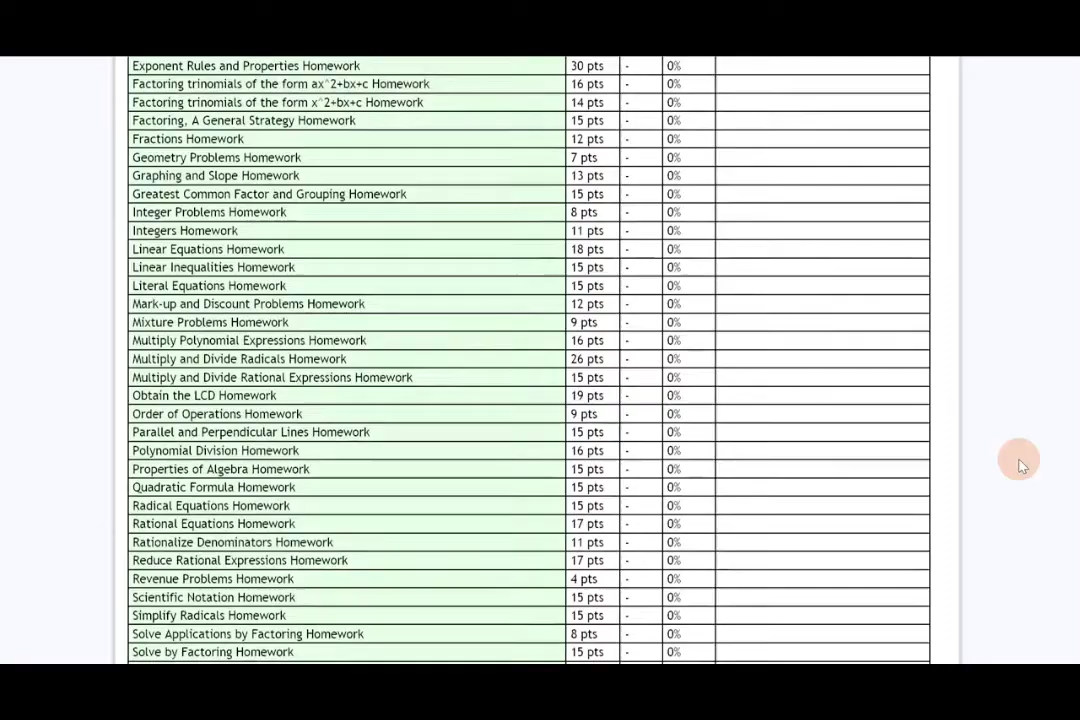 Exponent Rules and Properties Homework 30 pts - 0%
Factoring trinomials of the form ax^2+bx+c Homework 16 pts - 0%
Factoring trinomials of the form x^2+bx+c Homework 14 pts - 0%
Factoring, A General Strategy Homework 15 pts - 0%
Fractions Homework 12 pts - 0%
Geometry Problems Homework 7 pts - 0%
Graphing and Slope Homework 13 pts - 0%
Greatest Common Factor and Grouping Homework 15 pts - 0%
Integer Problems Homework 8 pts - 0%
Integers Homework 11 pts - 0%
Linear Equations Homework 18 pts - 0%
Linear Inequalities Homework 15 pts - 0%
Literal Equations Homework 15 pts - 0%
Mark-up and Discount Problems Homework 12 pts - 0%
Mixture Problems Homework 9 pts - 0%
Multiply Polynomial Expressions Homework 16 pts - 0%
Multiply and Divide Radicals Homework 26 pts - 0%
Multiply and Divide Rational Expressions Homework 15 pts - 0%
Obtain the LCD Homework 19 pts - 0%
Order of Operations Homework 9 pts - 0%
Parallel and Perpendicular Lines Homework 15 pts - 0%
Polynomial Division Homework 16 pts - 0%
Properties of Algebra Homework 15 pts - 0%
Quadratic Formula Homework 15 pts - 0%
Radical Equations Homework 15 pts - 0%
Rational Equations Homework 17 pts - 0%
Rationalize Denominators Homework 11 pts - 0%
Reduce Rational Expressions Homework 17 pts - 0%
Revenue Problems Homework 4 pts - 0%
Scientific Notation Homework 15 pts - 0%
Simplify Radicals Homework 15 pts - 0%
Solve Applications by Factoring Homework 8 pts - 0%
Solve by Factoring Homework 15 pts - 0%